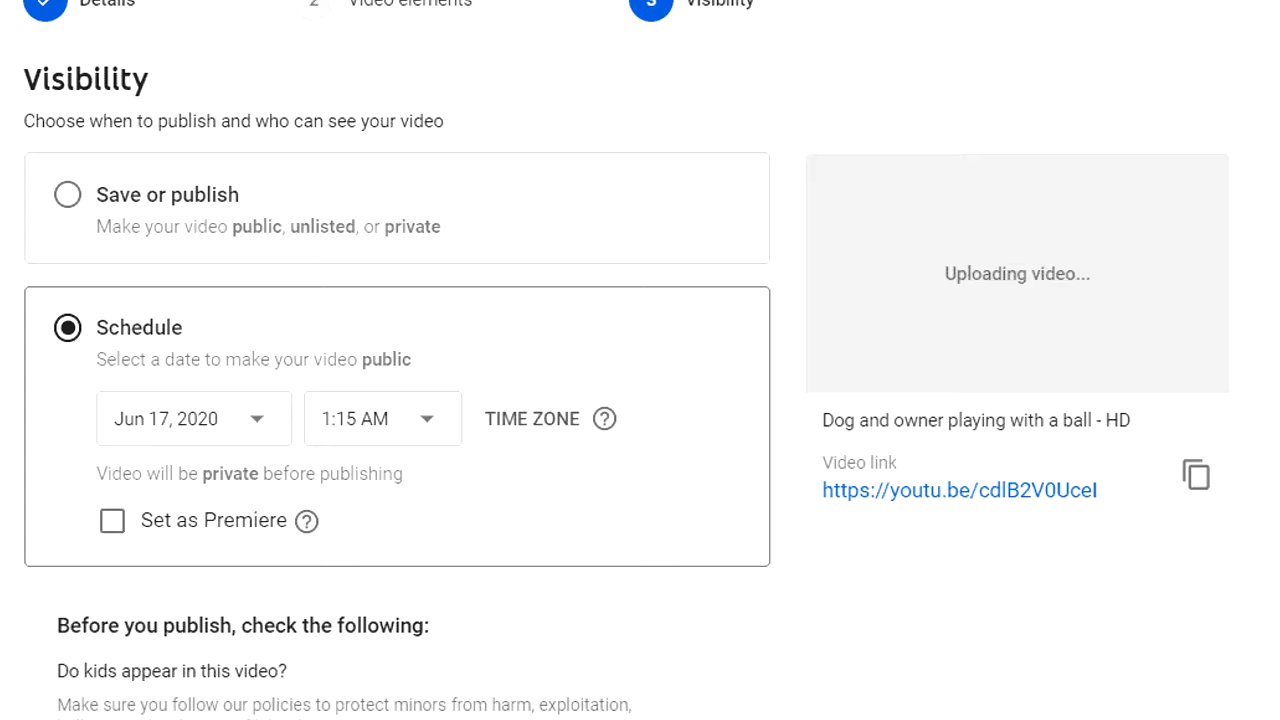 Details
2 Video elements
3 Visibility
Visibility
Choose when to publish and who can see your video
Save or publish
Make your video public, unlisted, or private
Schedule
Select a date to make your video public
Jun 17, 2020
1:15 AM
TIME ZONE ?
Video will be private before publishing
Set as Premiere ?
Uploading video...
Dog and owner playing with a ball - HD
Video link
https://youtu.be/cdlB2V0UceI
Before you publish, check the following:
Do kids appear in this video?
Make sure you follow our policies to protect minors from harm, exploitation,